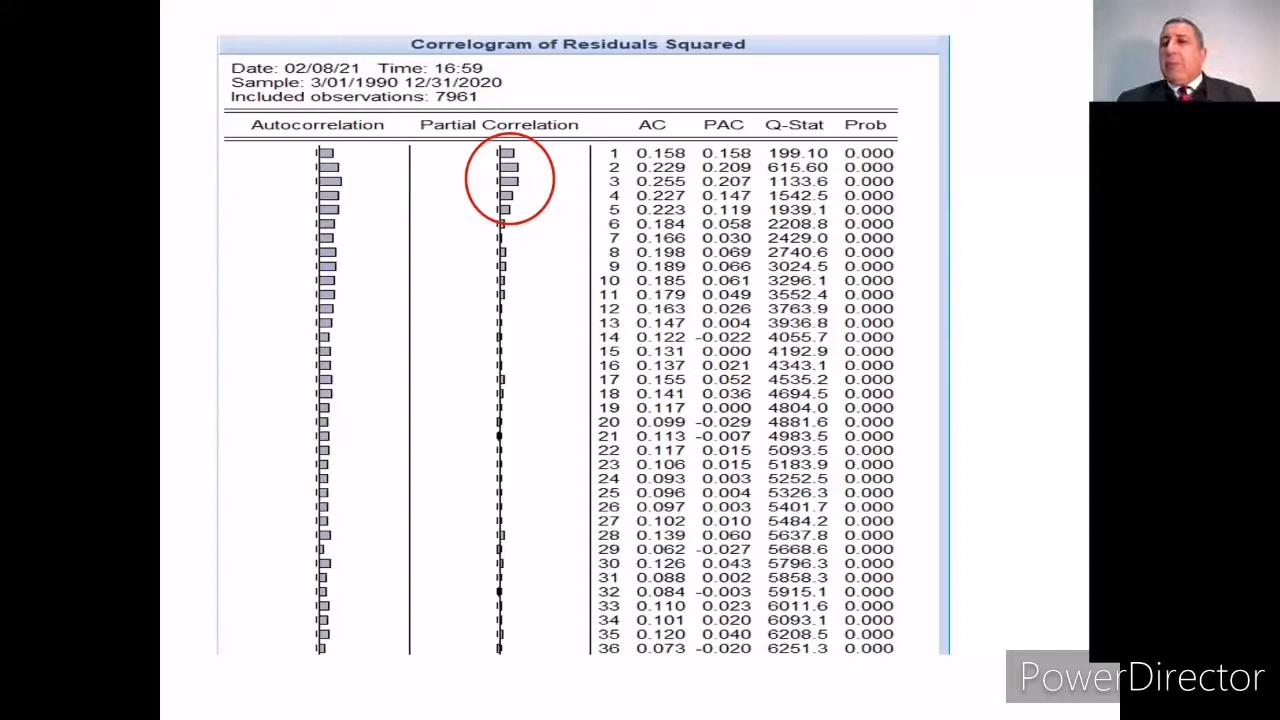 Correlogram of Residuals Squared
Date: 02/08/21 Time: 16:59
Sample: 3/01/1990 12/31/2020
Included observations: 7961
Autocorrelation Partial Correlation AC PAC Q-Stat Prob
1 0.158 0.158 199.10 0.000
2 0.229 0.209 615.60 0.000
3 0.255 0.207 1133.6 0.000
4 0.227 0.147 1542.5 0.000
5 0.223 0.119 1939.1 0.000
6 0.184 0.058 2208.8 0.000
7 0.166 0.030 2429.0 0.000
8 0.198 0.069 2740.6 0.000
9 0.189 0.066 3024.5 0.000
10 0.185 0.061 3296.1 0.000
11 0.179 0.049 3552.4 0.000
12 0.163 0.026 3763.9 0.000
13 0.147 0.004 3936.8 0.000
14 0.122 -0.022 4055.7 0.000
15 0.131 0.000 4192.9 0.000
16 0.137 0.021 4343.1 0.000
17 0.155 0.052 4535.2 0.000
18 0.141 0.036 4694.5 0.000
19 0.117 0.000 4804.0 0.000
20 0.099 -0.029 4881.6 0.000
21 0.113 -0.007 4983.5 0.000
22 0.117 0.015 5093.5 0.000
23 0.106 0.015 5183.9 0.000
24 0.093 0.003 5252.5 0.000
25 0.096 0.004 5326.3 0.000
26 0.097 0.003 5401.7 0.000
27 0.102 0.010 5484.2 0.000
28 0.139 0.060 5637.8 0.000
29 0.062 -0.027 5668.6 0.000
30 0.126 0.043 5796.3 0.000
31 0.088 0.002 5858.3 0.000
32 0.084 -0.003 5915.1 0.000
33 0.110 0.023 6011.6 0.000
34 0.101 0.020 6093.1 0.000
35 0.120 0.040 6208.5 0.000
36 0.073 -0.020 6251.3 0.000
PowerDirector